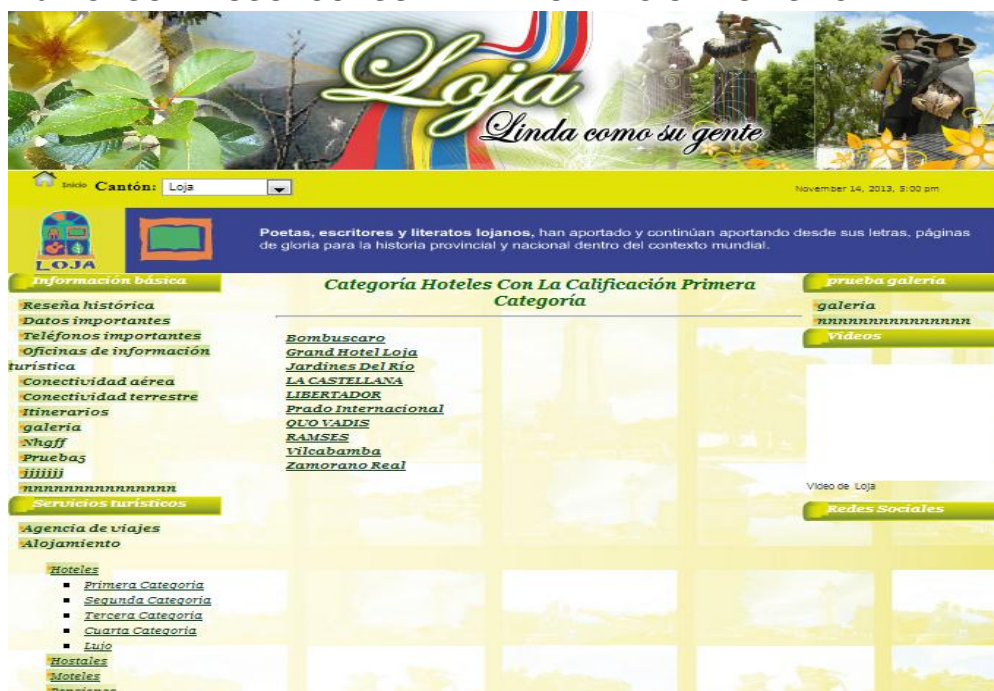 Loja
Linda como su gente
Inicio Cantón: Loja
November 14, 2013, 5:00 pm
LOJA
Poetas, escritores y literatos lojanos, han aportado y continúan aportando desde sus letras, páginas
de gloria para la historia provincial y nacional dentro del contexto mundial.
Información básica
Reseña histórica
Datos importantes
Teléfonos importantes
Oficinas de información
turística
Conectividad aérea
Conectividad terrestre
Itinerarios
galeria
Nhgff
Prueba5
jjjjjjj
nnnnnnnnnnnnnnn
Servicios turísticos
Agencia de viajes
Alojamiento
Hoteles
Primera Categoria
Segunda Categoria
Tercera Categoria
Cuarta Categoria
Lujo
Hostales
Moteles
Pensiones
Categoría Hoteles Con La Calificación Primera
Categoría
Bombuscaro
Grand Hotel Loja
Jardines Del Río
LA CASTELLANA
LIBERTADOR
Prado Internacional
QUO VADIS
RAMSES
Vilcabamba
Zamorano Real
prueba galería
galeria
nnnnnnnnnnnnnnn
Videos
Video de Loja
Redes Sociales